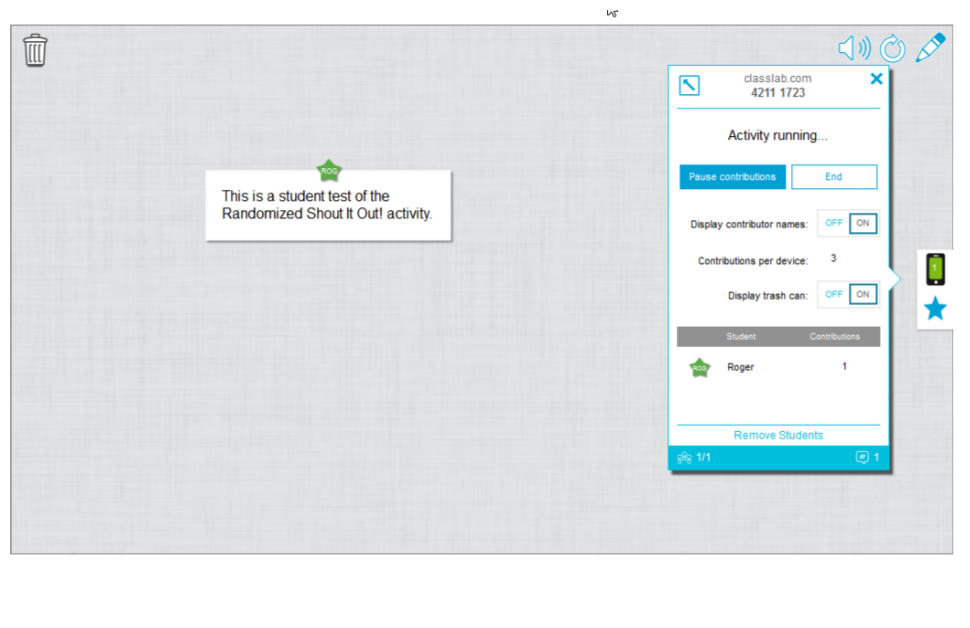 ROG
This is a student test of the
Randomized Shout It Out! activity.
classlab.com
4211 1723
Activity running...
Pause contributions End
Display contributor names: OFF ON
Contributions per device: 3
Display trash can: OFF ON
Student Contributions
ROG Roger 1
Remove Students
1/1 1
1